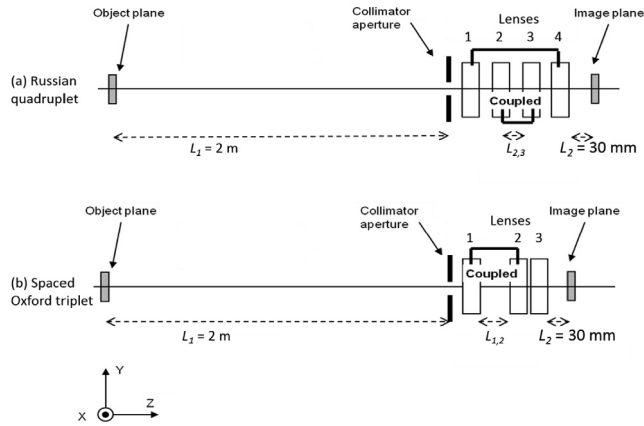 Object plane
Collimator
aperture
Lenses
Image plane
1 2 3 4
(a) Russian
quadruplet
Coupled
L1 = 2 m
L2,3
L2 = 30 mm
Object plane
Collimator
aperture
Lenses
Image plane
1 2 3
Coupled
(b) Spaced
Oxford triplet
L1 = 2 m
L1,2
L2 = 30 mm
Y
X
Z